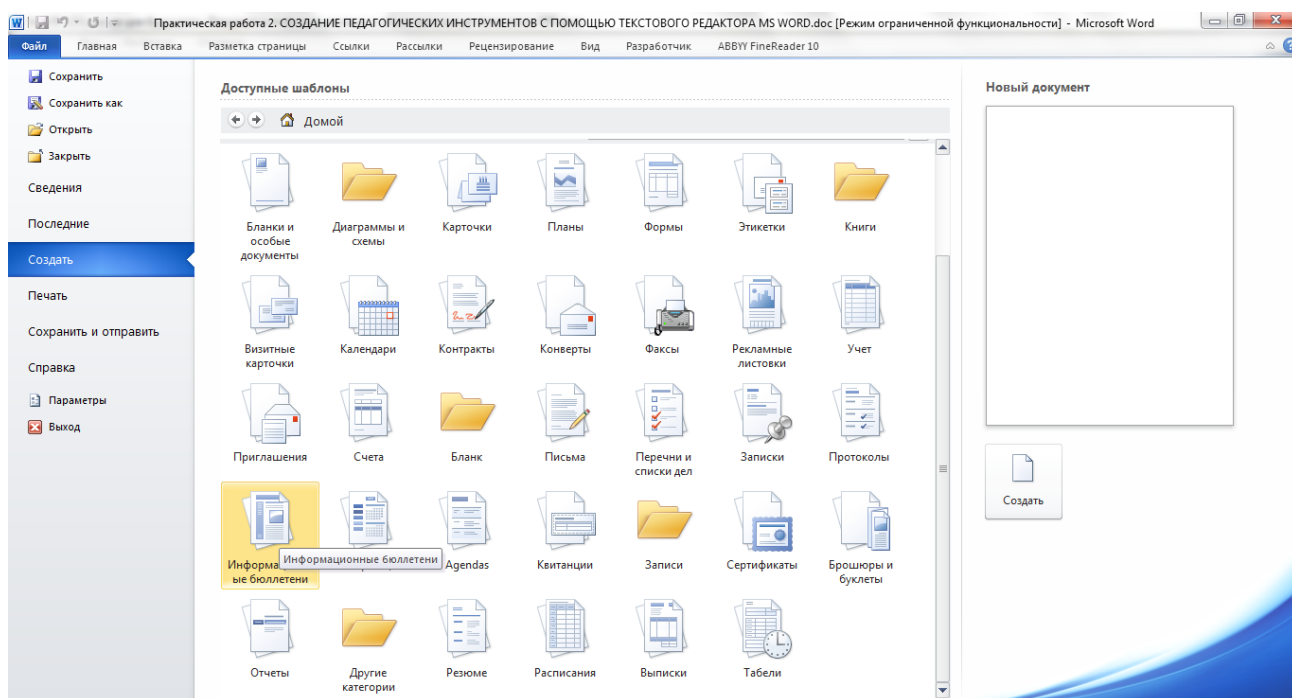 Практическая работа 2. СОЗДАНИЕ ПЕДАГОГИЧЕСКИХ ИНСТРУМЕНТОВ С ПОМОЩЬЮ ТЕКСТОВОГО РЕДАКТОРА MS WORD.doc [Режим ограниченной функциональности] - Microsoft Word
Файл Главная Вставка Разметка страницы Ссылки Рассылки Рецензирование Вид Разработчик ABBYY FineReader 10
Сохранить
Сохранить как
Открыть
Закрыть
Сведения
Последние
Создать
Печать
Сохранить и отправить
Справка
Параметры
Выход
Доступные шаблоны
Домой
Бланки и особые документы
Диаграммы и схемы
Карточки
Планы
Формы
Этикетки
Книги
Визитные карточки
Календари
Контракты
Конверты
Факсы
Рекламные листовки
Учет
Приглашения
Счета
Бланк
Письма
Перечни и списки дел
Записки
Протоколы
ые бюллетени
Информационные бюллетени
Agendas
Квитанции
Записи
Сертификаты
Брошюры и буклеты
Отчеты
Другие категории
Резюме
Расписания
Выписки
Табели
Новый документ
Создать